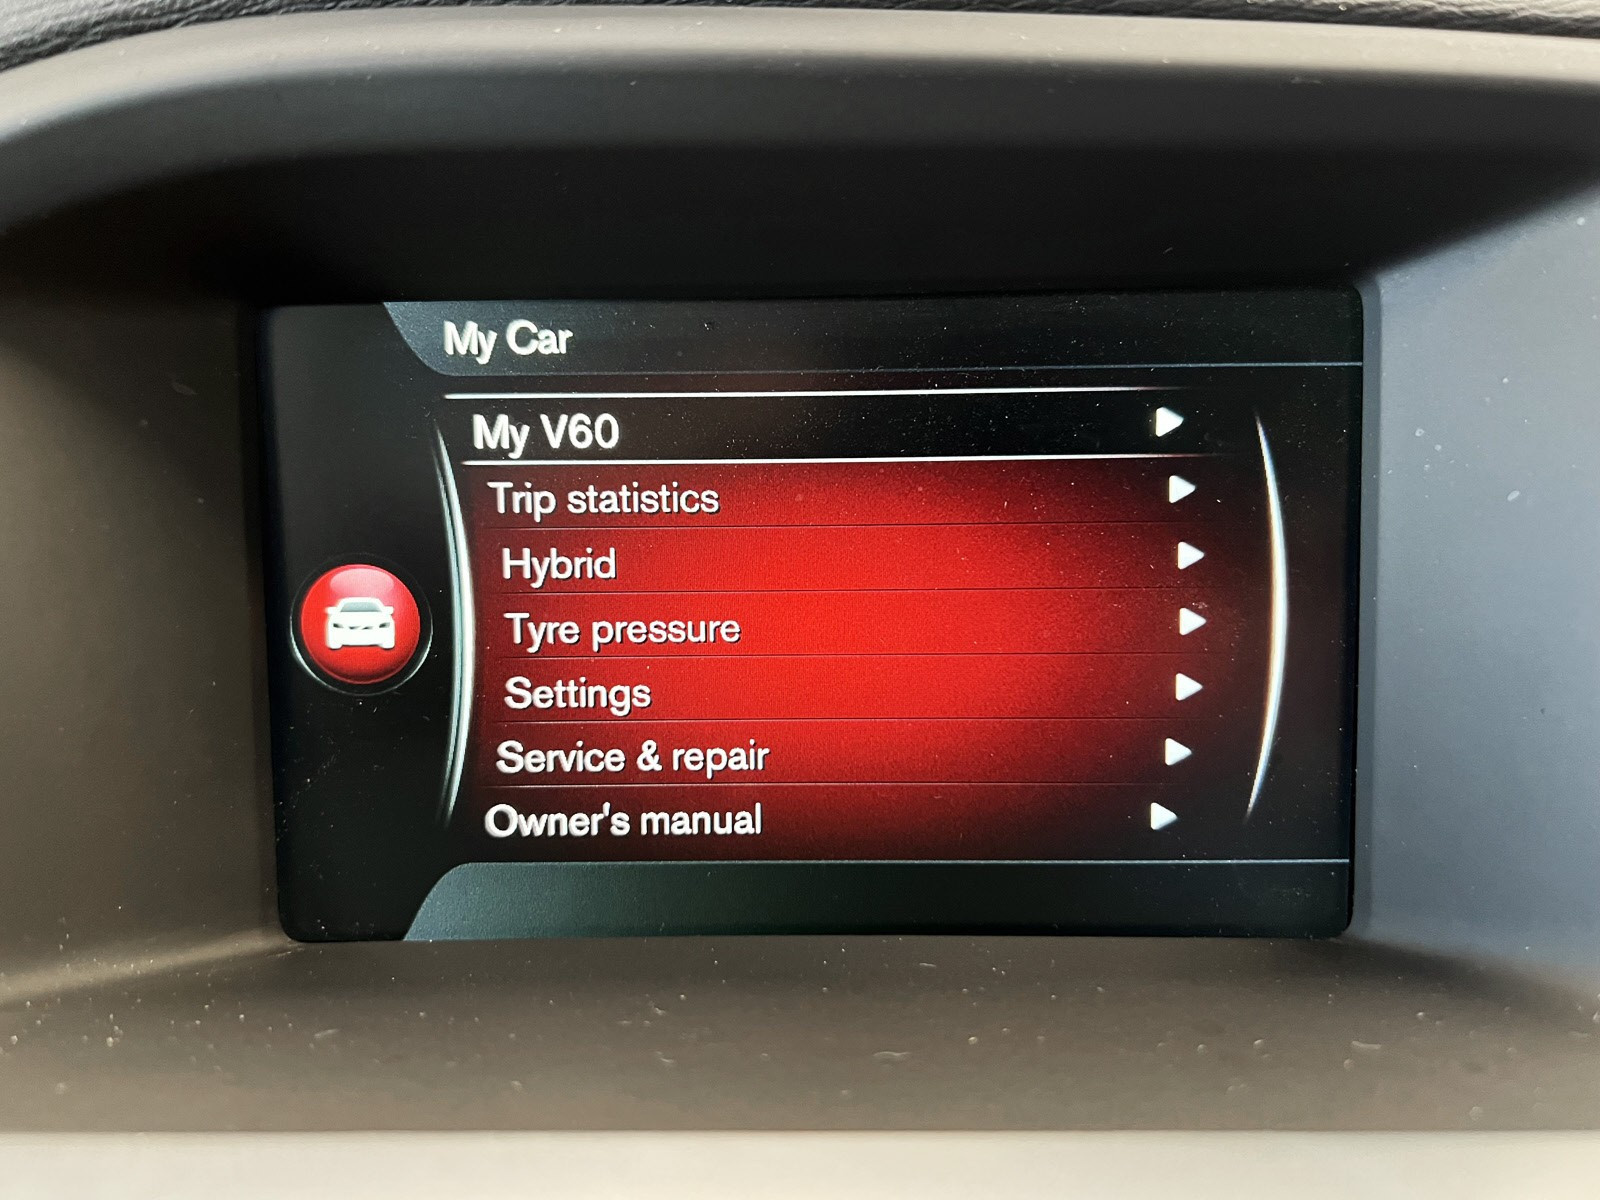 My Car
My V60
Trip statistics
Hybrid
Tyre pressure
Settings
Service & repair
Owner's manual